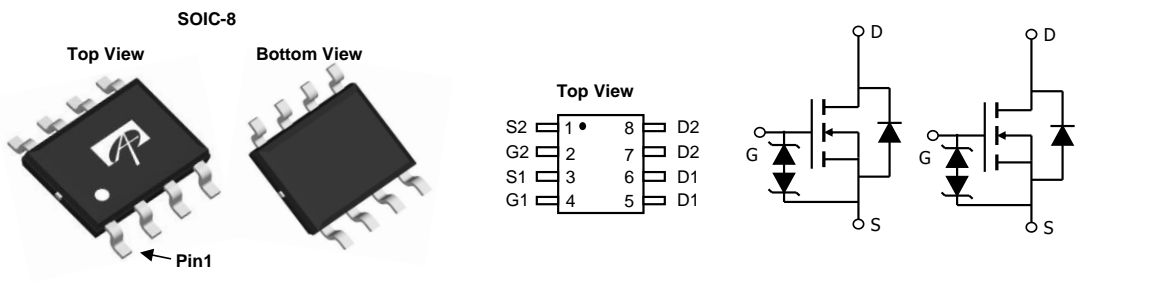 SOIC-8
Top View
Bottom View
Pin1
Top View
S2 1 8 D2
G2 2 7 D2
S1 3 6 D1
G1 4 5 D1
D
G
S
D
G
S